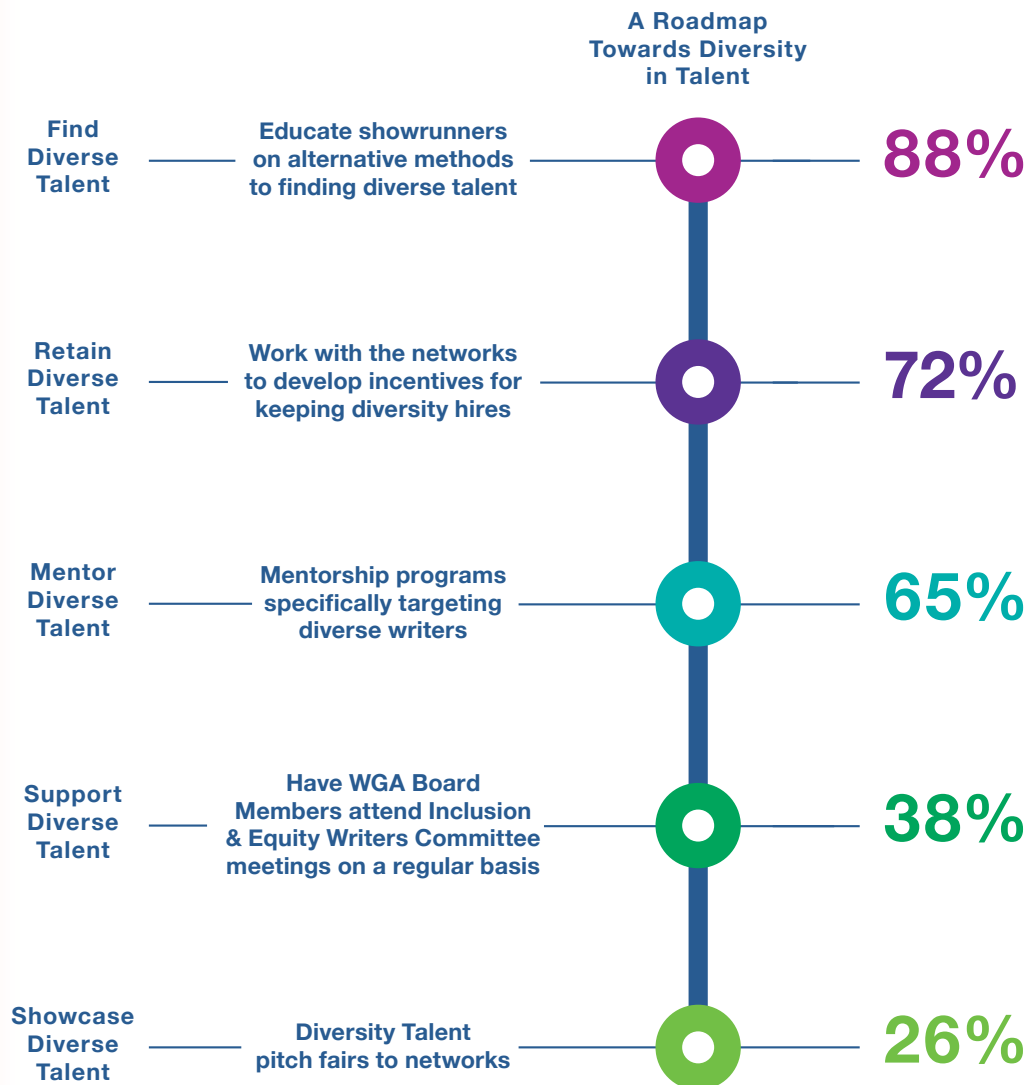 A Roadmap
Towards Diversity
in Talent
Find
Diverse
Talent
Educate showrunners
on alternative methods
to finding diverse talent
88%
Retain
Diverse
Talent
Work with the networks
to develop incentives for
keeping diversity hires
72%
Mentor
Diverse
Talent
Mentorship programs
specifically targeting
diverse writers
65%
Support
Diverse
Talent
Have WGA Board
Members attend Inclusion
& Equity Writers Committee
meetings on a regular basis
38%
Showcase
Diverse
Talent
Diversity Talent
pitch fairs to networks
26%